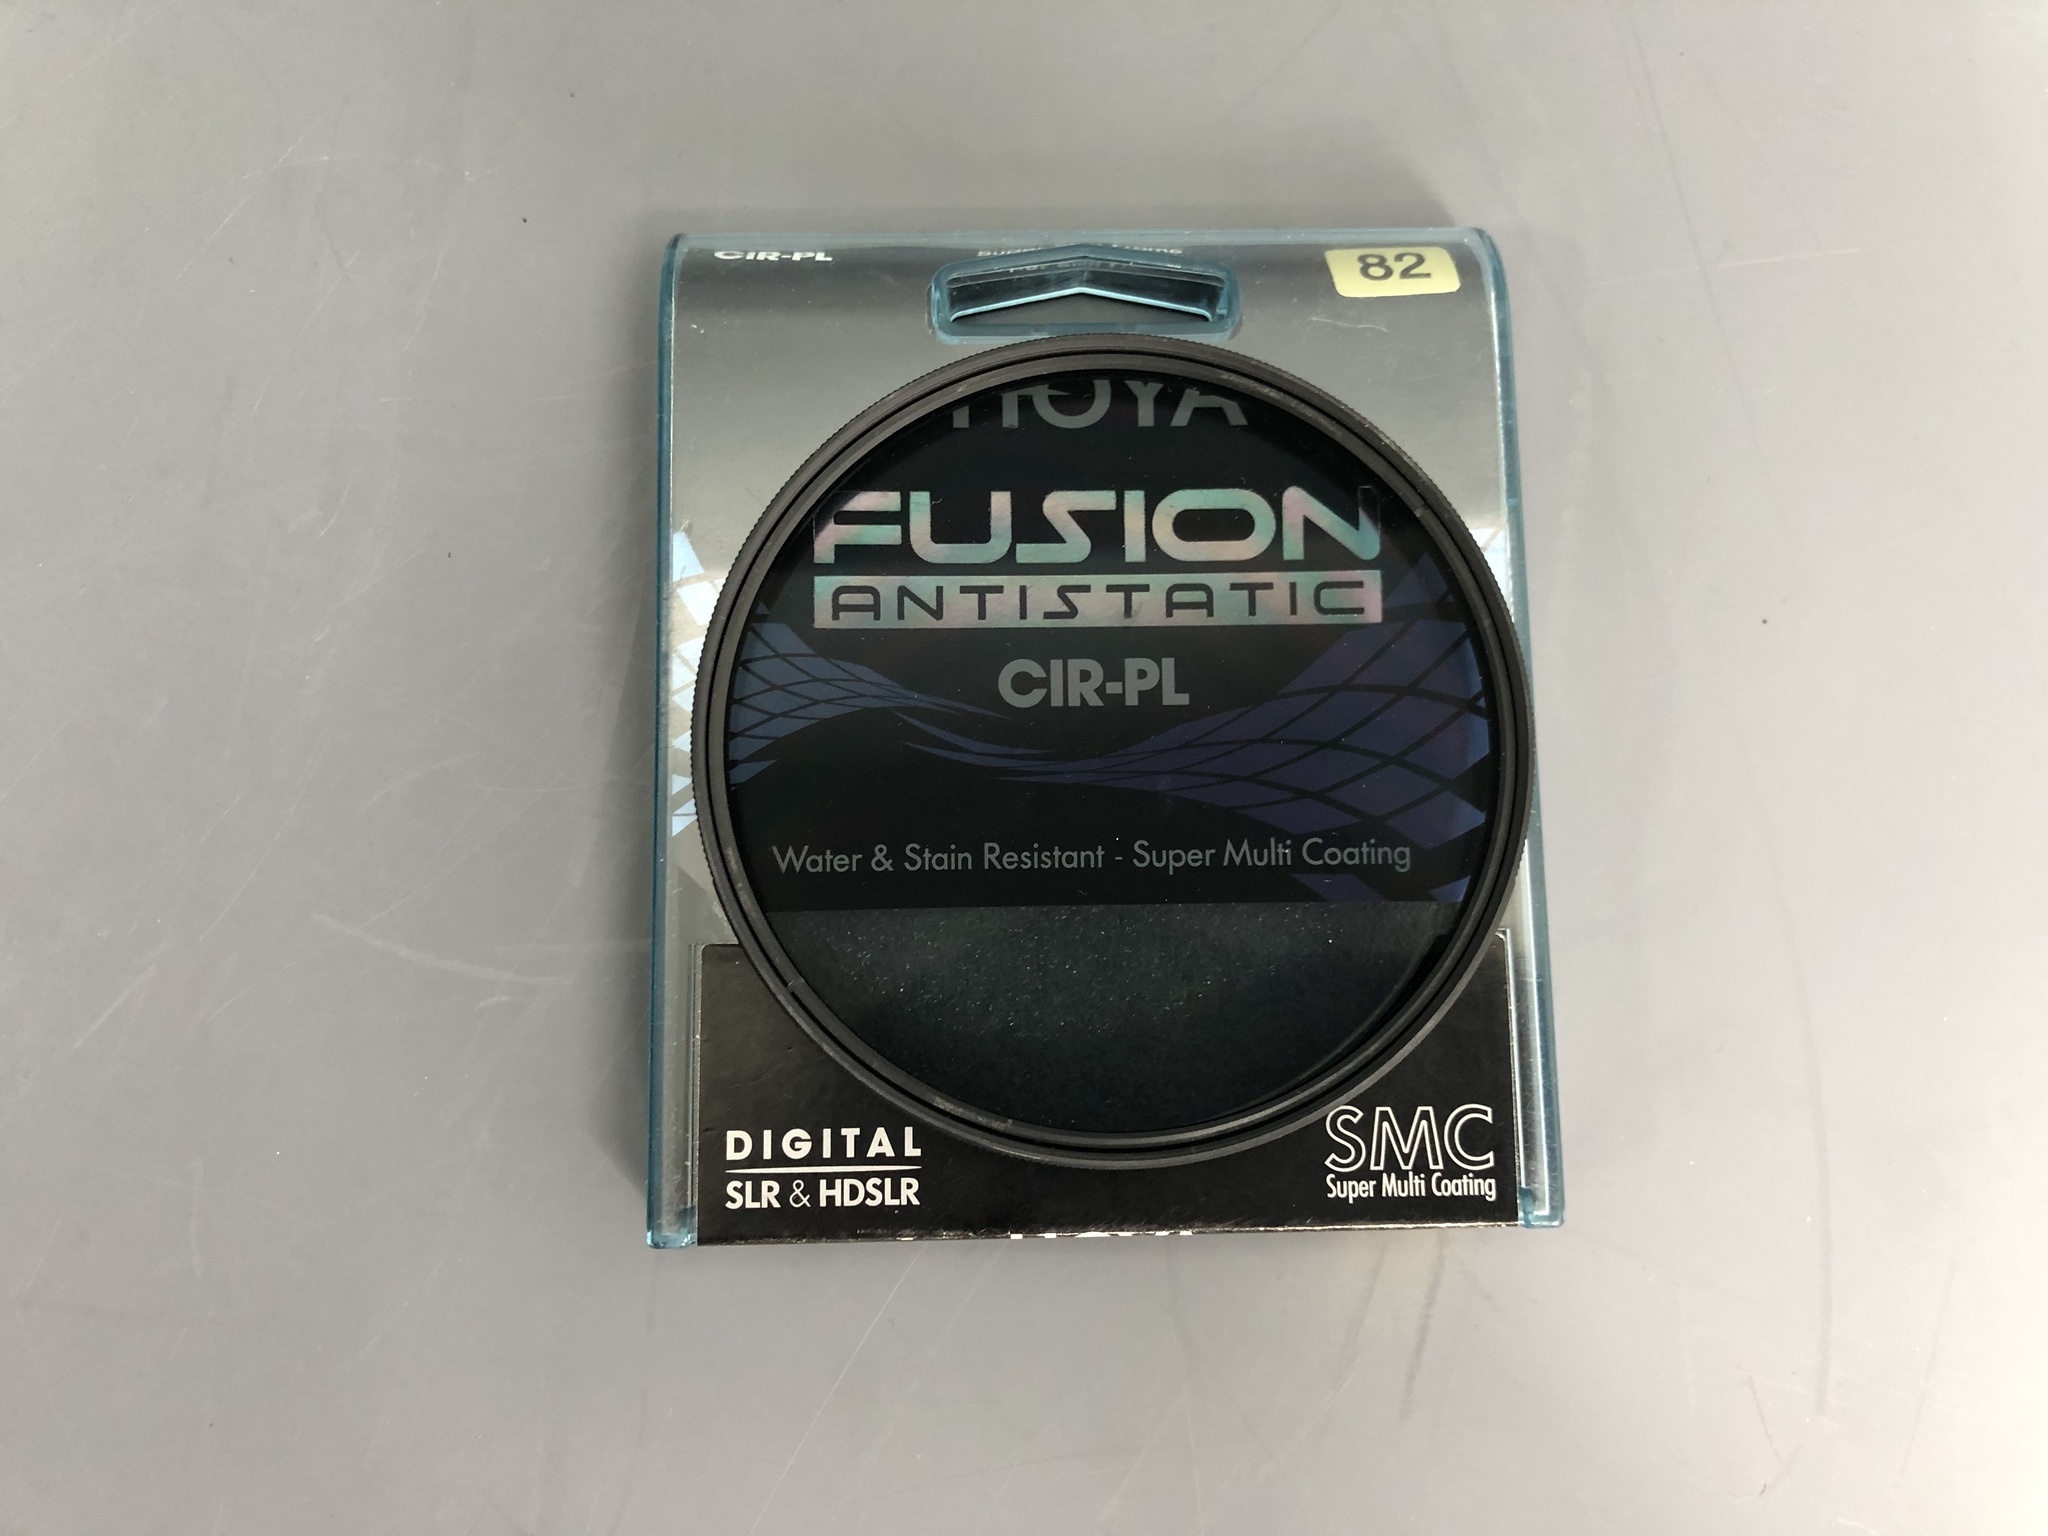 CIR-PL
82
HOYA
FUSION
ANTISTATIC
CIR-PL
Water & Stain Resistant - Super Multi Coating
DIGITAL
SLR & HDSLR
SMC
Super Multi Coating